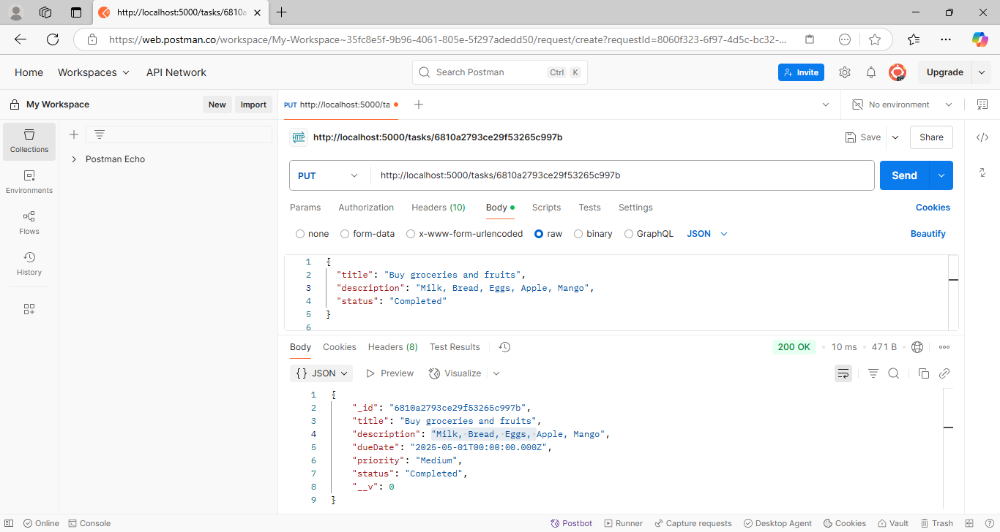 http://localhost:5000/tasks/6810a
https://web.postman.co/workspace/My-Workspace~35fc8e5f-9b96-4061-805e-5f297adedd50/request/create?requestId=8060f323-6f97-4d5c-bc32-...
Home Workspaces API Network Search Postman Ctrl K Invite Upgrade
My Workspace New Import PUT http://localhost:5000/ta No environment
Collections
Postman Echo
Environments
Flows
History
HTTP http://localhost:5000/tasks/6810a2793ce29f53265c997b Save Share
PUT http://localhost:5000/tasks/6810a2793ce29f53265c997b Send
Params Authorization Headers (10) Body Scripts Tests Settings Cookies
none form-data x-www-form-urlencoded raw binary GraphQL JSON Beautify
1 {
2 "title": "Buy groceries and fruits",
3 "description": "Milk, Bread, Eggs, Apple, Mango",
4 "status": "Completed"
5 }
6
Body Cookies Headers (8) Test Results 200 OK • 10 ms • 471 B •
{} JSON Preview Visualize
1 {
2 "_id": "6810a2793ce29f53265c997b",
3 "title": "Buy groceries and fruits",
4 "description": "Milk, Bread, Eggs, Apple, Mango",
5 "dueDate": "2025-05-01T00:00:00.000Z",
6 "priority": "Medium",
7 "status": "Completed",
8 "__v": 0
9 }
Online Console Postbot Runner Capture requests Desktop Agent Cookies Vault Trash